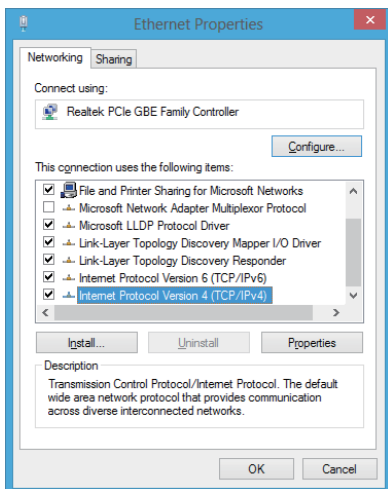 Ethernet Properties
Networking
Sharing
Connect using:
Realtek PCIe GBE Family Controller
Configure...
This connection uses the following items:
File and Printer Sharing for Microsoft Networks
Microsoft Network Adapter Multiplexor Protocol
Microsoft LLDP Protocol Driver
Link-Layer Topology Discovery Mapper I/O Driver
Link-Layer Topology Discovery Responder
Internet Protocol Version 6 (TCP/IPv6)
Internet Protocol Version 4 (TCP/IPv4)
Install...
Uninstall
Properties
Description
Transmission Control Protocol/Internet Protocol. The default
wide area network protocol that provides communication
across diverse interconnected networks.
OK
Cancel